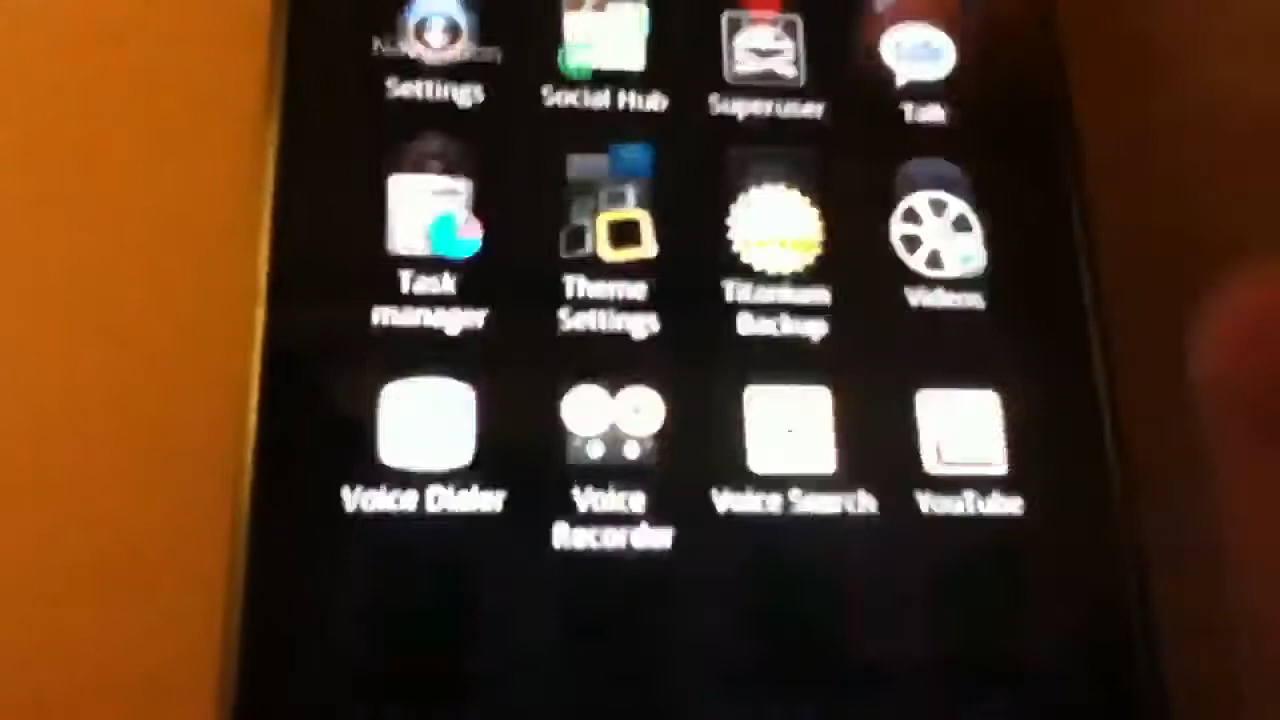 Settings
Social Hub
Superuser
Talk
Task
manager
Theme
Settings
Titanium
Backup
Videos
Voice Dialer
Voice
Recorder
Voice Search
YouTube